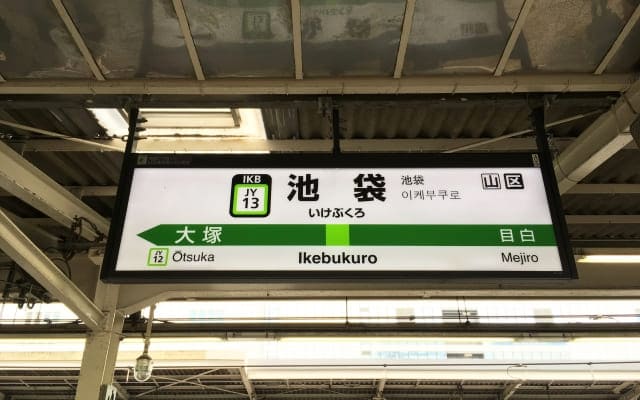 IKB
JY
13
池袋
いけぶくろ
池袋
이케부쿠로
山 区
大塚
目白
JY
12
Ōtsuka
Ikebukuro
Mejiro